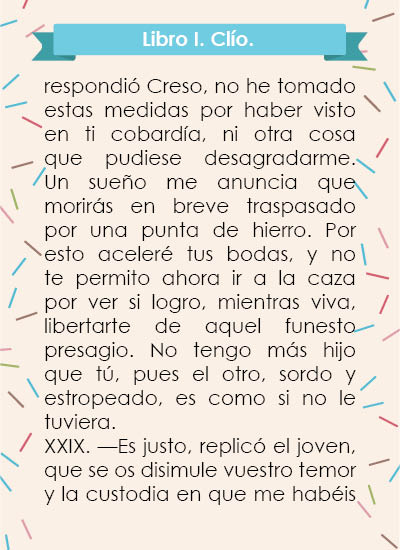 Libro I. Clío.
respondió Creso, no he tomado
estas medidas por haber visto
en ti cobardía, ni otra cosa
que pudiese desagradarme.
Un sueño me anuncia que
morirás en breve traspasado
por una punta de hierro. Por
esto aceleré tus bodas, y no
te permito ahora ir a la caza
por ver si logro, mientras viva,
libertarte de aquel funesto
presagio. No tengo más hijo
que tú, pues el otro, sordo y
estropeado, es como si no le
tuviera.
XXIX. —Es justo, replicó el joven,
que se os disimule vuestro temor
y la custodia en que me habéis